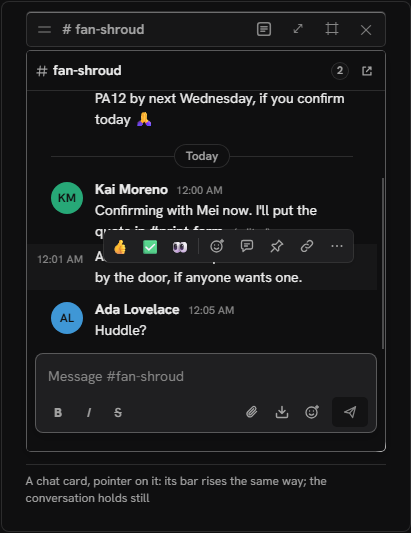 # fan-shroud
# fan-shroud
2
PA12 by next Wednesday, if you confirm
today 🙏
Today
KM
Kai Moreno 12:00 AM
Confirming with Mei now. I'll put the
12:01 AM
by the door, if anyone wants one.
AL
Ada Lovelace 12:05 AM
Huddle?
Message #fan-shroud
B I S
A chat card, pointer on it: its bar rises the same way; the
conversation holds still